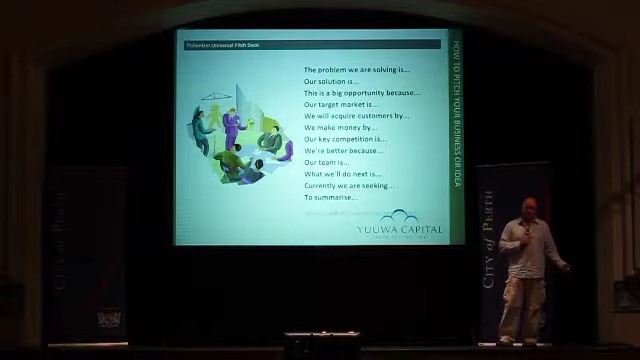 Pollenizer Universal Pitch Deck
HOW TO PITCH YOUR BUSINESS OR IDEA
The problem we are solving is...
Our solution is...
This is a big opportunity because...
Our target market is...
We will acquire customers by...
We make money by...
Our key competition is...
We're better because...
Our team is...
What we'll do next is...
Currently we are seeking...
To summarise...
YUUWA CAPITAL
CITY of PERTH
CITY of PERTH